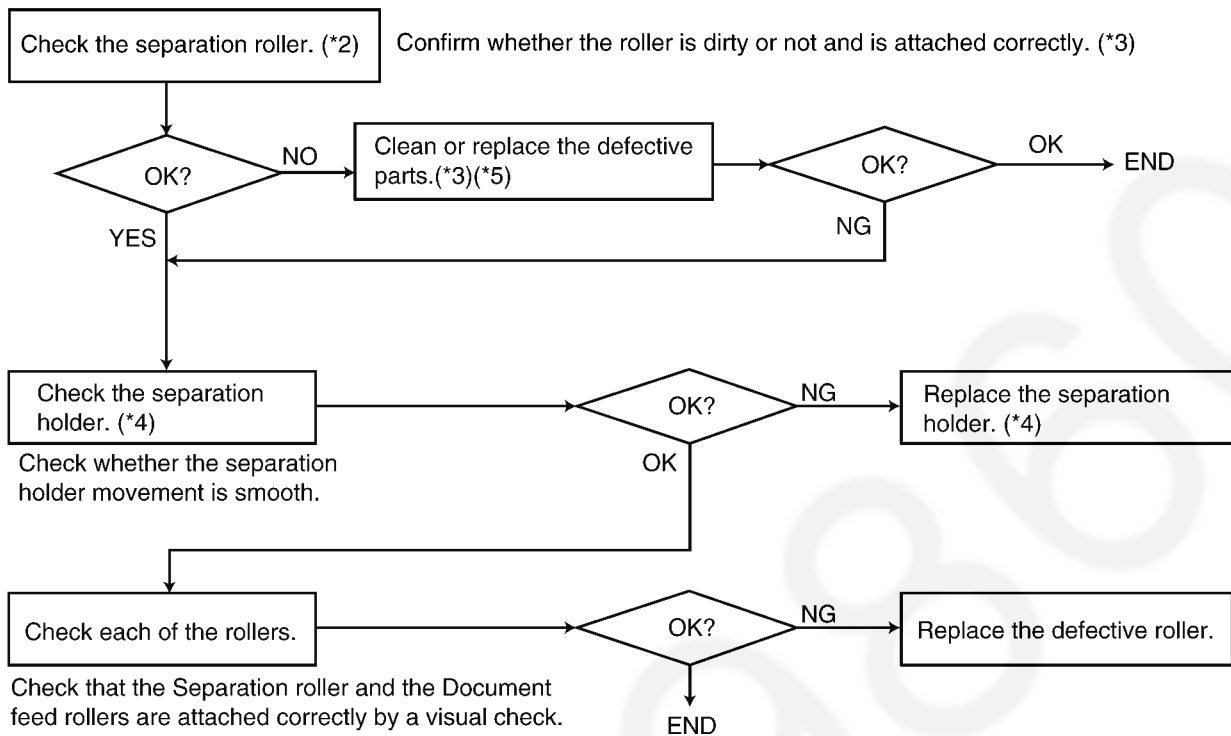 Check the separation roller. (*2)
Confirm whether the roller is dirty or not and is attached correctly. (*3)
OK?
NO
Clean or replace the defective
parts.(*3)(*5)
OK?
OK
END
YES
NG
Check the separation
holder. (*4)
OK?
NG
Replace the separation
holder. (*4)
Check whether the separation
holder movement is smooth.
OK
Check each of the rollers.
OK?
NG
Replace the defective roller.
Check that the Separation roller and the Document
feed rollers are attached correctly by a visual check.
END